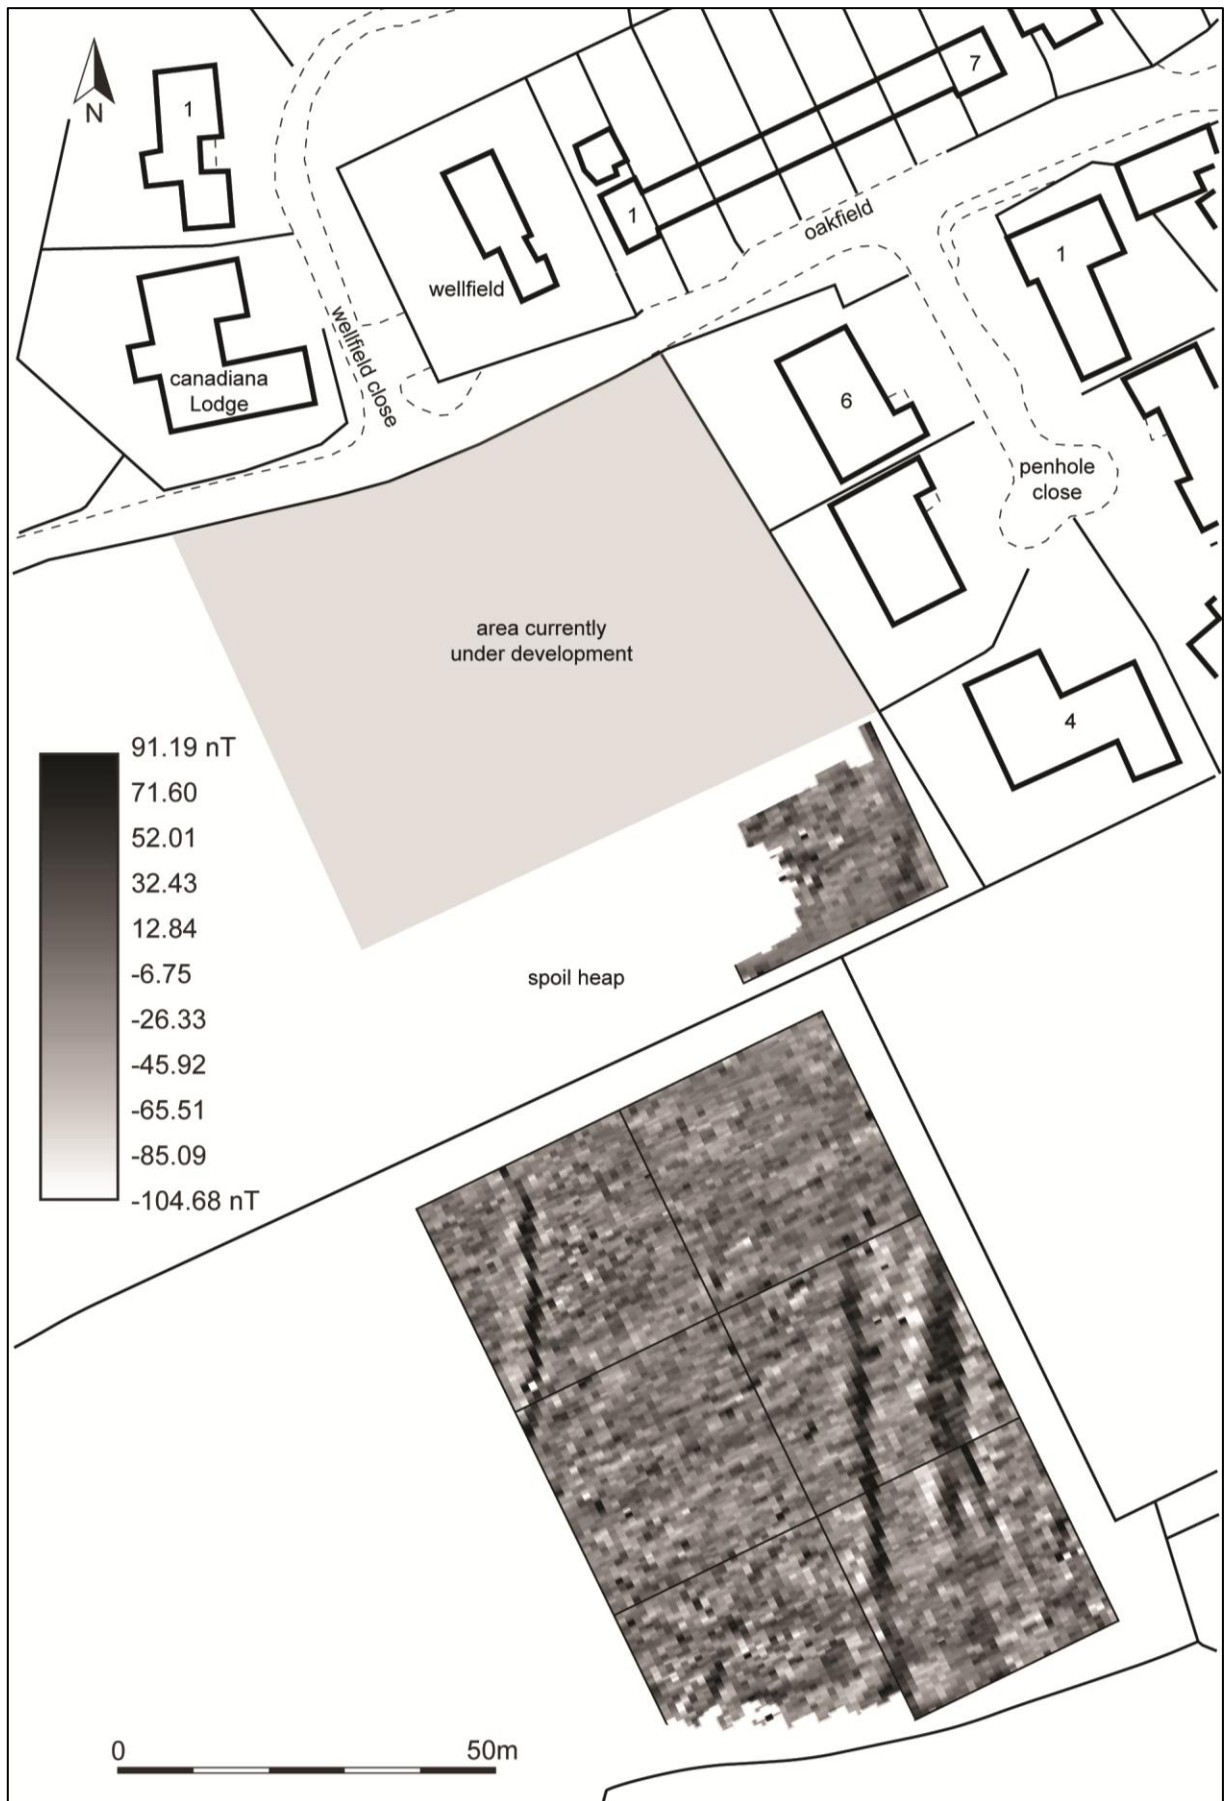 N
1
7
1
oakfield
1
wellfield
wellfield close
canadiana
Lodge
6
penhole
close
area currently
under development
4
91.19 nT
71.60
52.01
32.43
12.84
-6.75
-26.33
-45.92
-65.51
-85.09
-104.68 nT
spoil heap
0
50m